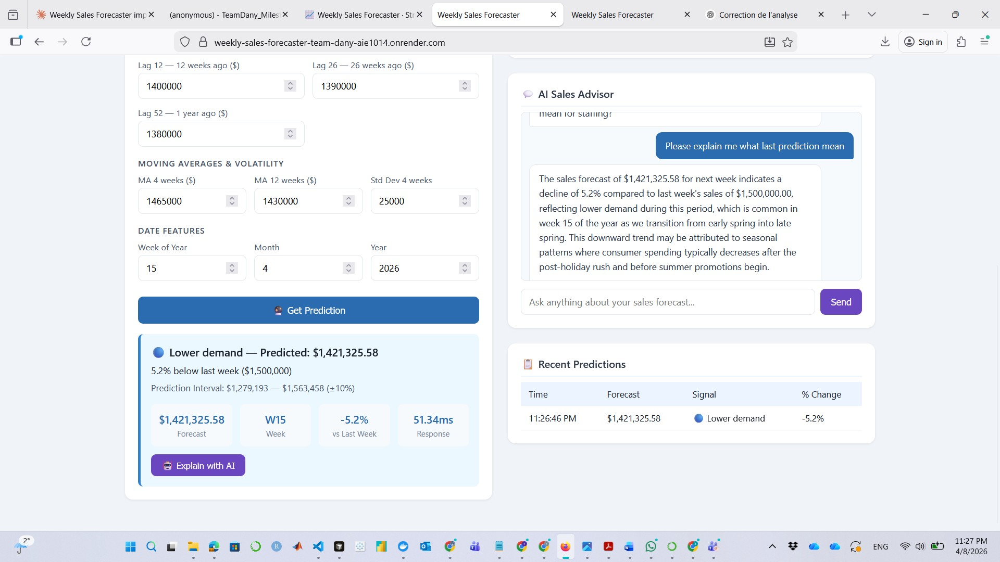 Weekly Sales Forecaster imp
(anonymous) - TeamDany_Miles
Weekly Sales Forecaster · Str
Weekly Sales Forecaster
Weekly Sales Forecaster
Correction de l'analyse
weekly-sales-forecaster-team-dany-aie1014.onrender.com
Sign in
Lag 12 — 12 weeks ago ($)
Lag 26 — 26 weeks ago ($)
1400000
1390000
Lag 52 — 1 year ago ($)
1380000
MOVING AVERAGES & VOLATILITY
MA 4 weeks ($)
MA 12 weeks ($)
Std Dev 4 weeks
1465000
1430000
25000
DATE FEATURES
Week of Year
Month
Year
15
4
2026
Get Prediction
Lower demand — Predicted: $1,421,325.58
5.2% below last week ($1,500,000)
Prediction Interval: $1,279,193 — $1,563,458 (±10%)
$1,421,325.58
Forecast
W15
Week
-5.2%
vs Last Week
51.34ms
Response
Explain with AI
AI Sales Advisor
mean for staffing?
Please explain me what last prediction mean
The sales forecast of $1,421,325.58 for next week indicates a
decline of 5.2% compared to last week's sales of $1,500,000.00,
reflecting lower demand during this period, which is common in
week 15 of the year as we transition from early spring into late
spring. This downward trend may be attributed to seasonal
patterns where consumer spending typically decreases after the
post-holiday rush and before summer promotions begin.
Ask anything about your sales forecast...
Send
Recent Predictions
Time
Forecast
Signal
% Change
11:26:46 PM
$1,421,325.58
Lower demand
-5.2%
2°
ENG
11:27 PM
4/8/2026